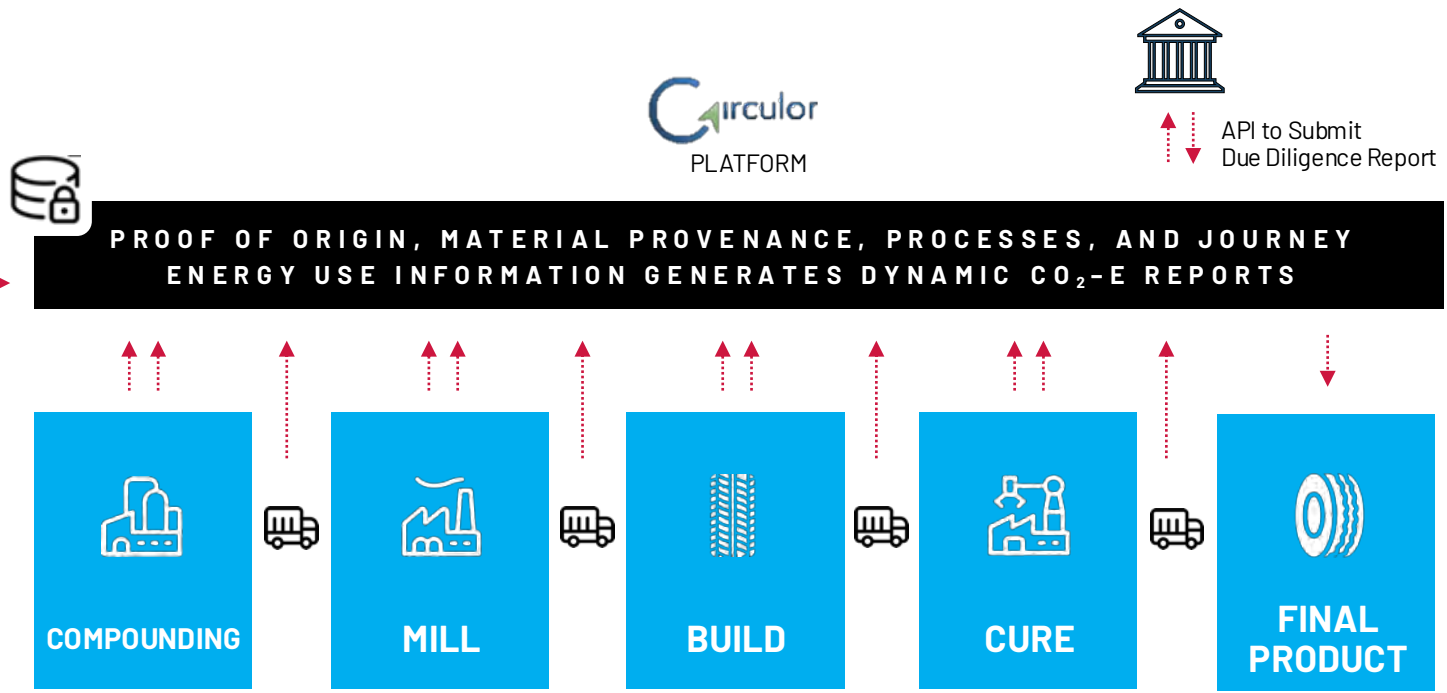 Circulor
PLATFORM
API to Submit
Due Diligence Report
PROOF OF ORIGIN, MATERIAL PROVENANCE, PROCESSES, AND JOURNEY
ENERGY USE INFORMATION GENERATES DYNAMIC CO₂-E REPORTS
COMPOUNDING
MILL
BUILD
CURE
FINAL
PRODUCT